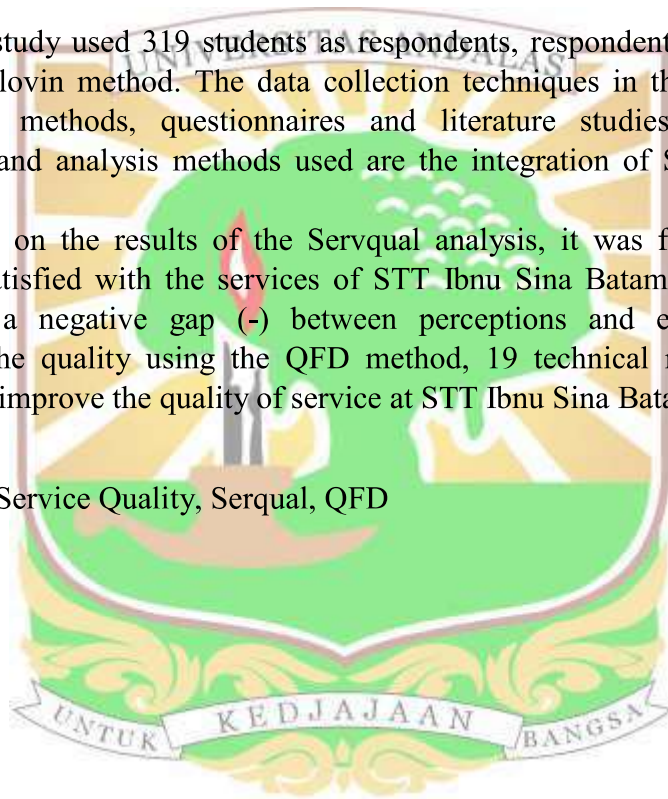 study used 319 students as respondents, respondent
UNIVERSITAS ANDALAS
lovin method. The data collection techniques in th
methods, questionnaires and literature studies
and analysis methods used are the integration of S
on the results of the Servqual analysis, it was f
atisfied with the services of STT Ibnu Sina Batam
a negative gap (-) between perceptions and e
he quality using the QFD method, 19 technical r
improve the quality of service at STT Ibnu Sina Bata
Service Quality, Serqual, QFD
UNTUK KEDJAJAAN BANGSA